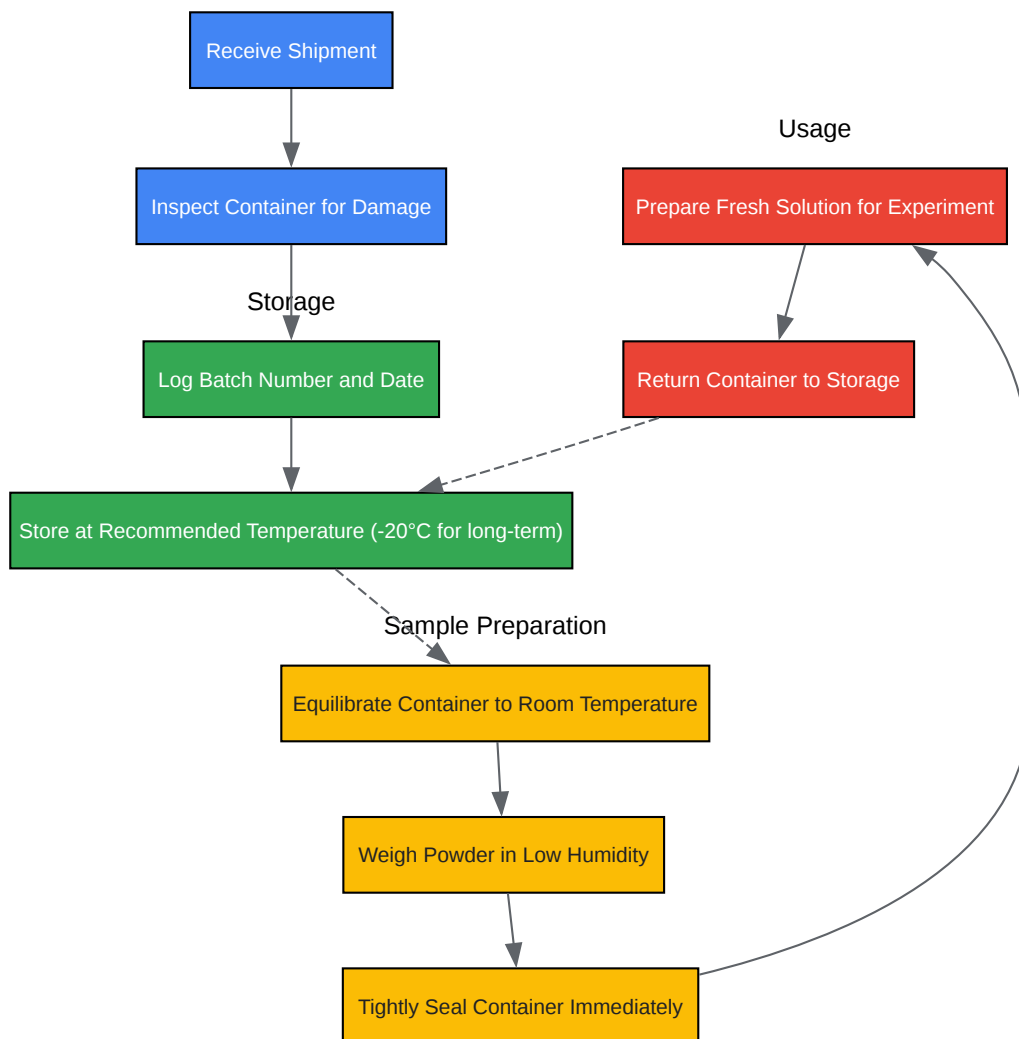 Receive Shipment
Usage
Inspect Container for Damage
Prepare Fresh Solution for Experiment
Storage
Log Batch Number and Date
Return Container to Storage
Store at Recommended Temperature (-20°C for long-term)
Sample Preparation
Equilibrate Container to Room Temperature
Weigh Powder in Low Humidity
Tightly Seal Container Immediately